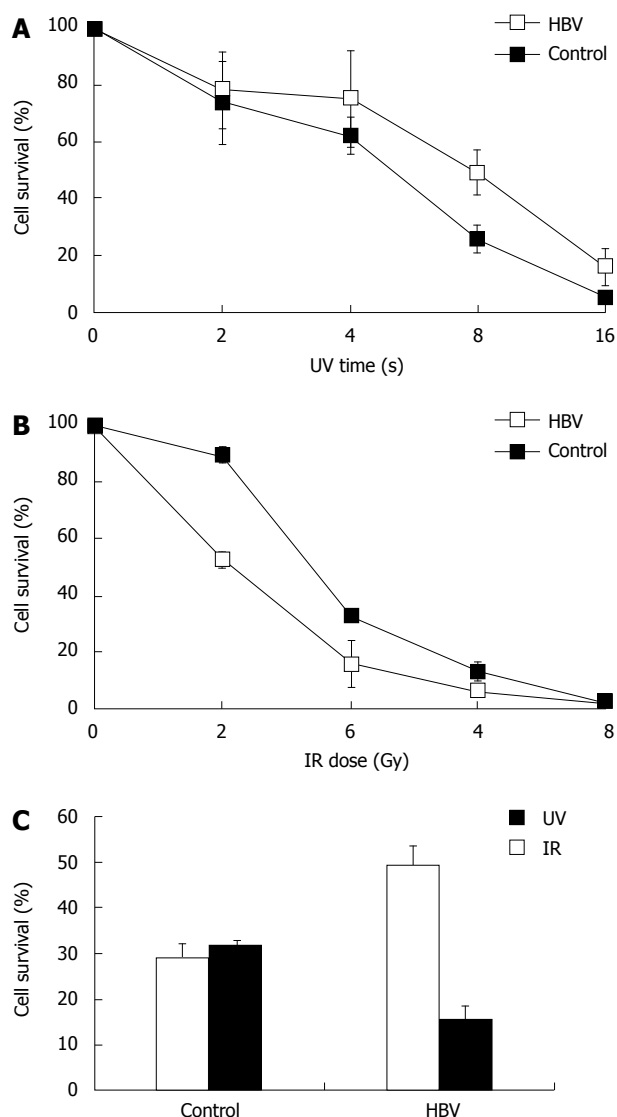 A
100
80
60
40
20
0
Cell survival (%)
HBV
Control
0 2 4 8 16
UV time (s)
B
100
80
60
40
20
0
Cell survival (%)
HBV
Control
0 2 6 4 8
IR dose (Gy)
C
60
50
40
30
20
10
0
Cell survival (%)
UV
IR
Control HBV